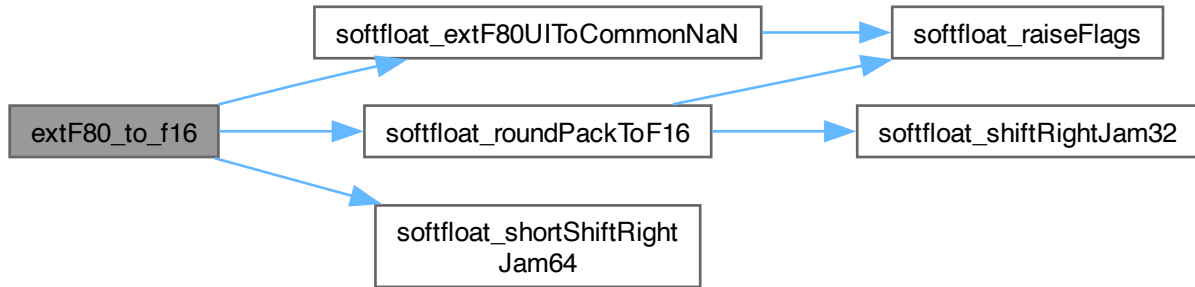 softfloat_extF80UIToCommonNaN
softfloat_raiseFlags
extF80_to_f16
softfloat_roundPackToF16
softfloat_shiftRightJam32
softfloat_shortShiftRight
Jam64